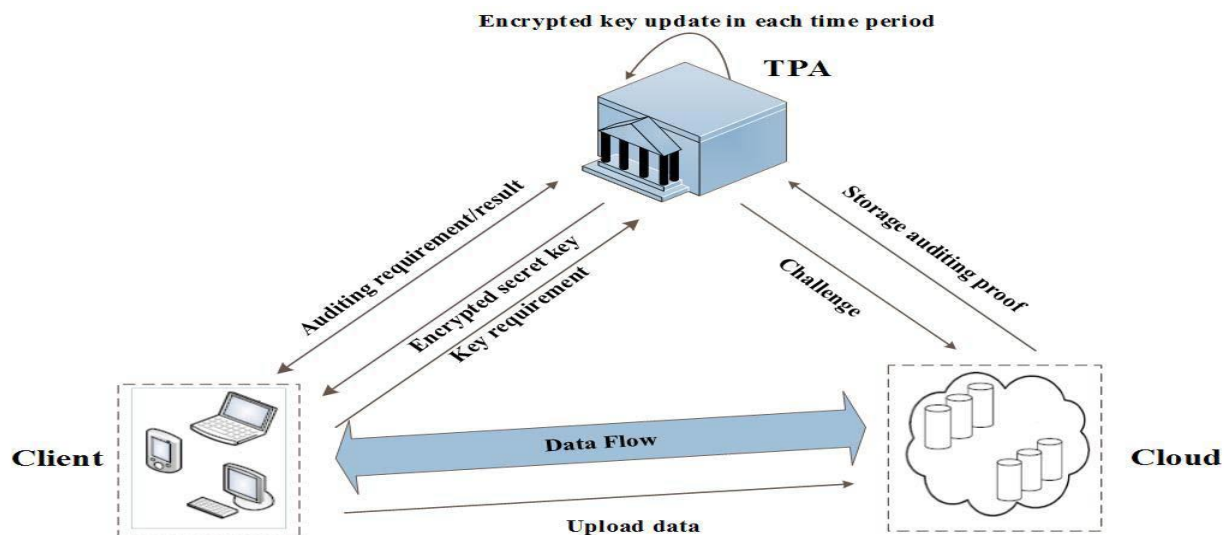 Encrypted key update in each time period
TPA
Auditing requirement/result
Encrypted secret key
Key requirement
Challenge
Storage auditing proof
Client
Data Flow
Cloud
Upload data